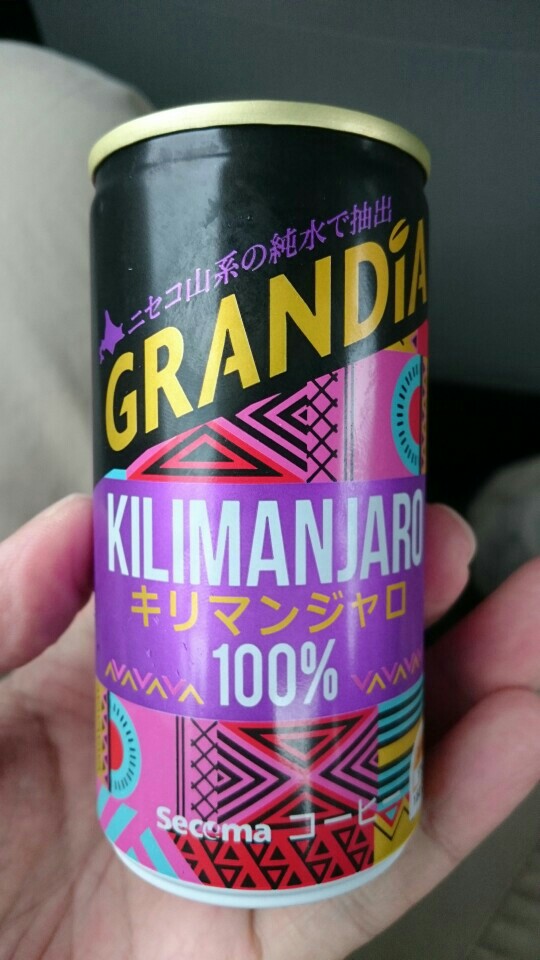 ニセコ山系の純水で抽出
GRANDiA
KILIMANJARO
キリマンジャロ
100%
secoma コーヒー